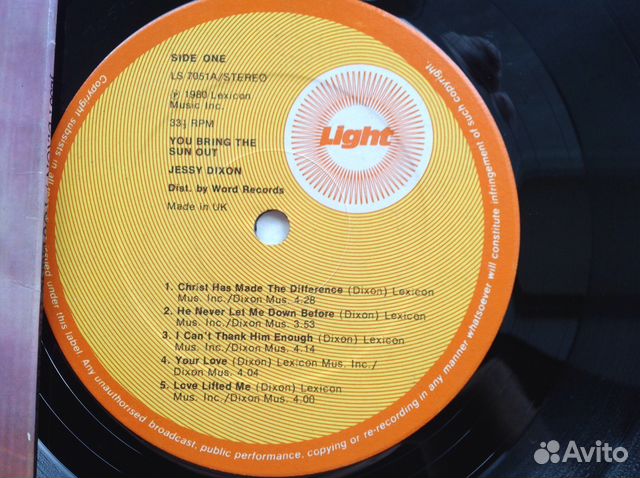 SIDE ONE
LS 7051A/STEREO
℗ 1980 Lexicon
Music Inc.
33⅓ RPM
YOU BRING THE
SUN OUT
JESSY DIXON
Dist. by Word Records
Made in UK
Light
1. Christ Has Made The Difference (Dixon) Lexicon
Mus. Inc./Dixon Mus. 4.28
2. He Never Let Me Down Before (Dixon) Lexicon
Mus. Inc./Dixon Mus. 3.53
3. I Can't Thank Him Enough (Dixon) Lexicon
Mus. Inc./Dixon Mus. 4.14
4. Your Love (Dixon) Lexicon Mus. Inc./
Dixon Mus. 4.04
5. Love Lifted Me (Dixon) Lexicon
Mus. Inc./Dixon Mus. 4.00
Copyright subsists in all issued under this label. Any unauthorised broadcast, public performance, copying or re-recording in any manner whatsoever will constitute infringement of such copyright.
Avito